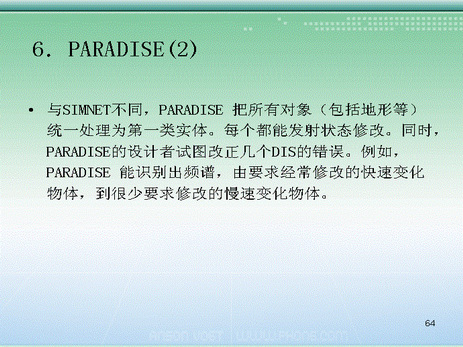 6. PARADISE(2)
• 与SIMNET不同，PARADISE 把所有对象（包括地形等）
统一处理为第一类实体。每个都能发射状态修改。同时，
PARADISE的设计者试图改正几个DIS的错误。例如，
PARADISE 能识别出频谱，由要求经常修改的快速变化
物体，到很少要求修改的慢速变化物体。
64